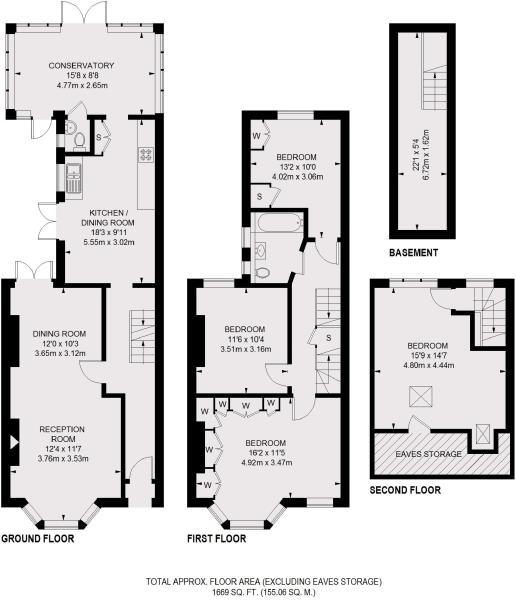 CONSERVATORY
15'8 x 8'8
4.77m x 2.65m
S
KITCHEN /
DINING ROOM
18'3 x 9'11
5.55m x 3.02m
DINING ROOM
12'0 x 10'3
3.65m x 3.12m
RECEPTION
ROOM
12'4 x 11'7
3.76m x 3.53m
GROUND FLOOR
W
BEDROOM
13'2 x 10'0
4.02m x 3.06m
S
BEDROOM
11'6 x 10'4
3.51m x 3.16m
S
W
W
W
W
W
W
BEDROOM
16'2 x 11'5
4.92m x 3.47m
FIRST FLOOR
22'1 x 5'4
6.72m x 1.62m
BASEMENT
BEDROOM
15'9 x 14'7
4.80m x 4.44m
EAVES STORAGE
SECOND FLOOR
TOTAL APPROX. FLOOR AREA (EXCLUDING EAVES STORAGE)
1669 SQ. FT. (155.06 SQ. M.)